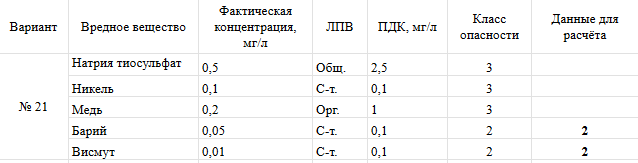 Вариант Вредное вещество Фактическая концентрация, мг/л ЛПВ ПДК, мг/л Класс опасности Данные для расчёта
№ 21 Натрия тиосульфат 0,5 Общ. 2,5 3
Никель 0,1 С-т. 0,1 3
Медь 0,2 Орг. 1 3
Барий 0,05 С-т. 0,1 2 2
Висмут 0,01 С-т. 0,1 2 2